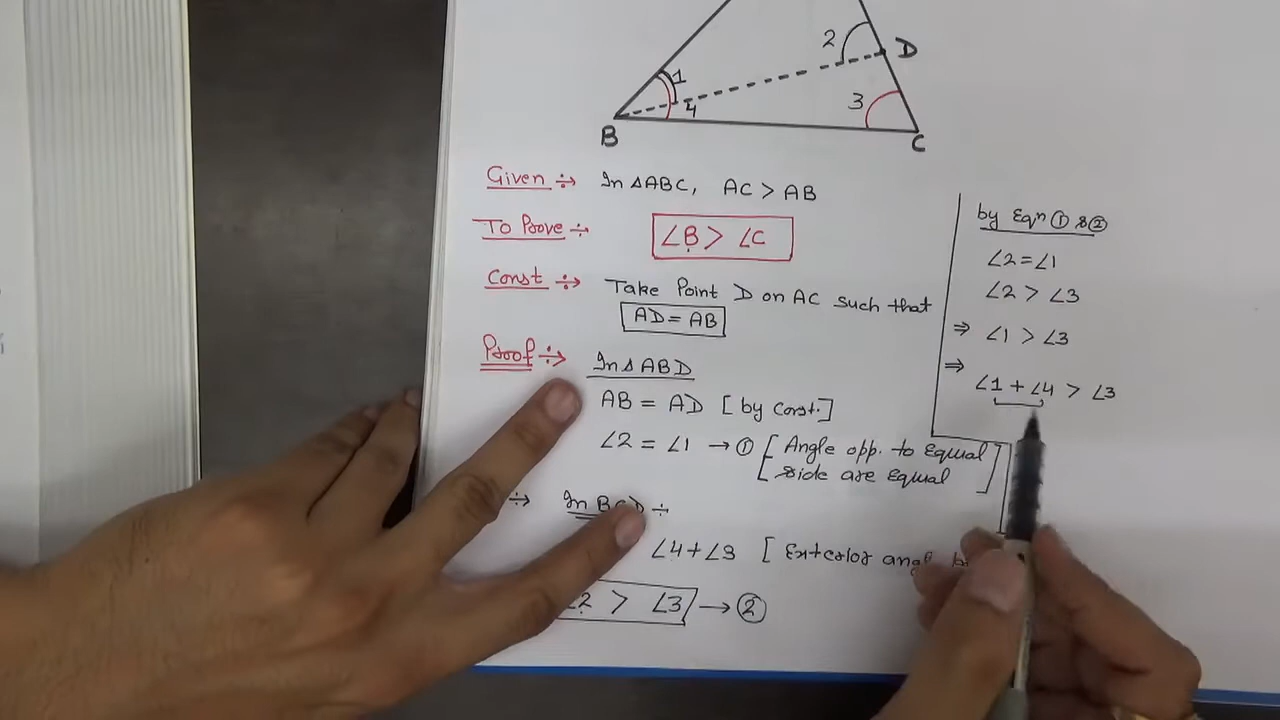 2
D
1
4
3
B
C
Given ÷ In △ABC, AC > AB
To Prove ÷ ∠B > ∠C
Const ÷ Take Point D on AC such that
AD = AB
Proof ÷ In △ABD
AB = AD [by Const.]
∠2 = ∠1 → ① [Angle opp. to Equal
side are Equal]
⇒ In BCD ÷
∠4+∠3 [Exterior angle
∠2 > ∠3 → ②
by Eqn ① & ②
∠2 = ∠1
∠2 > ∠3
⇒ ∠1 > ∠3
⇒
∠1 + ∠4 > ∠3